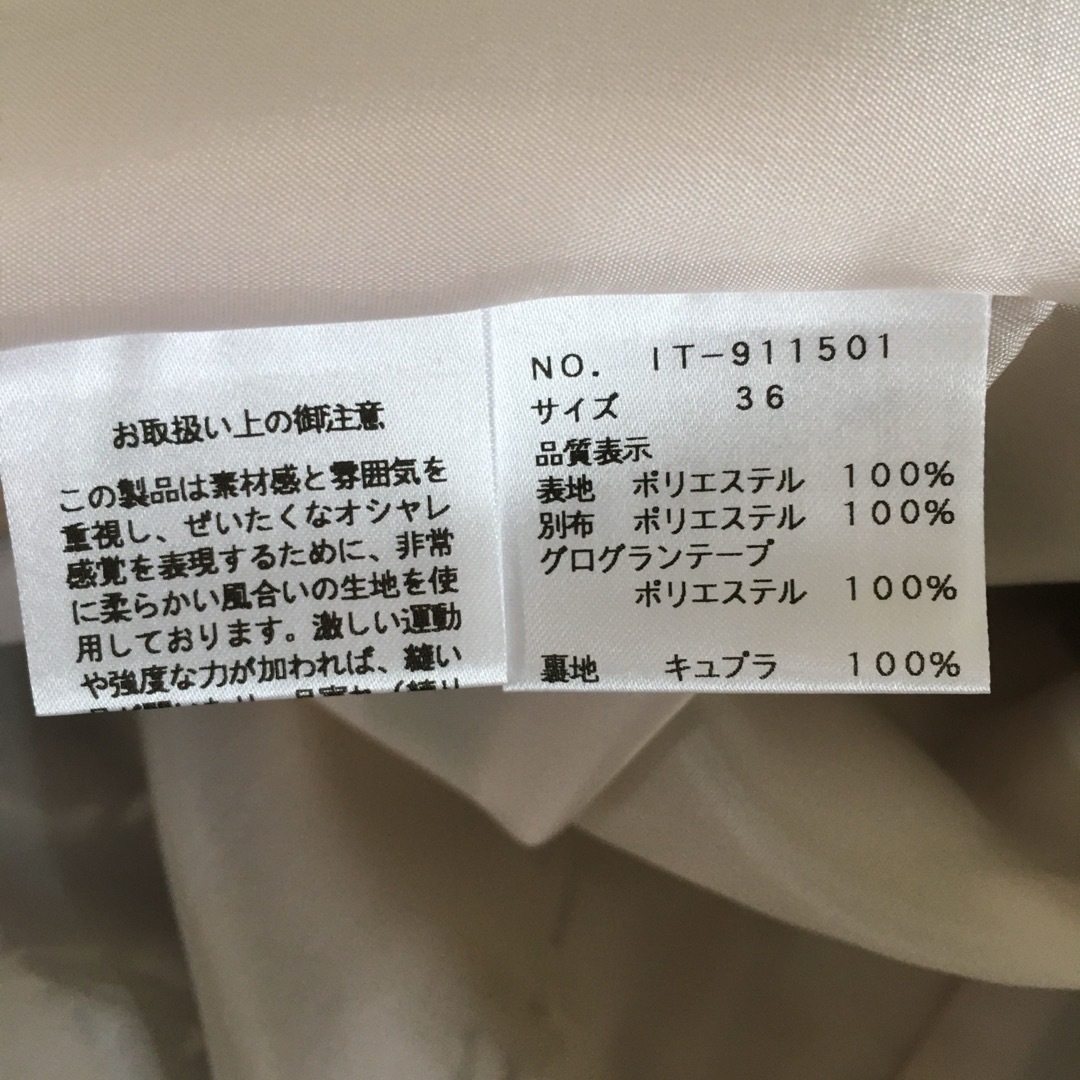 お取扱い上の御注意
この製品は素材感と雰囲気を
重視し、ぜいたくなオシャレ
感覚を表現するために、非常
に柔らかい風合いの生地を使
用しております。激しい運動
や強度な力が加われば、縫い
NO. IT-911501
サイズ 36
品質表示
表地 ポリエステル 100%
別布 ポリエステル 100%
グログランテープ
ポリエステル 100%
裏地 キュプラ 100%